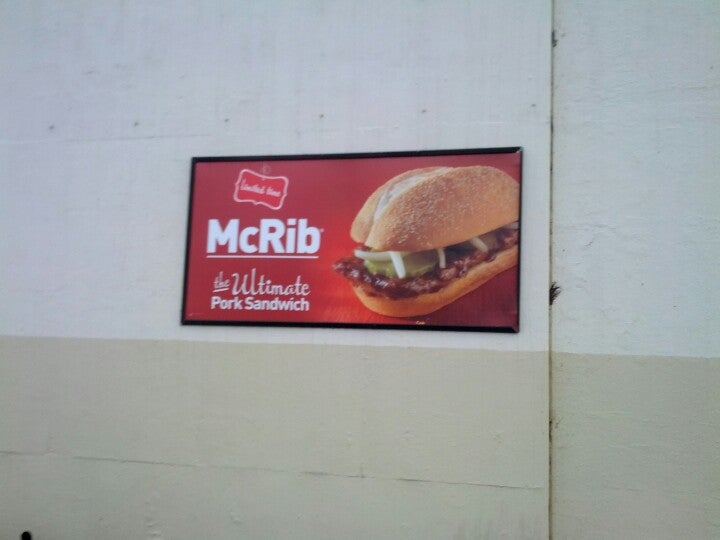 Limited time
McRib
the Ultimate
Pork Sandwich